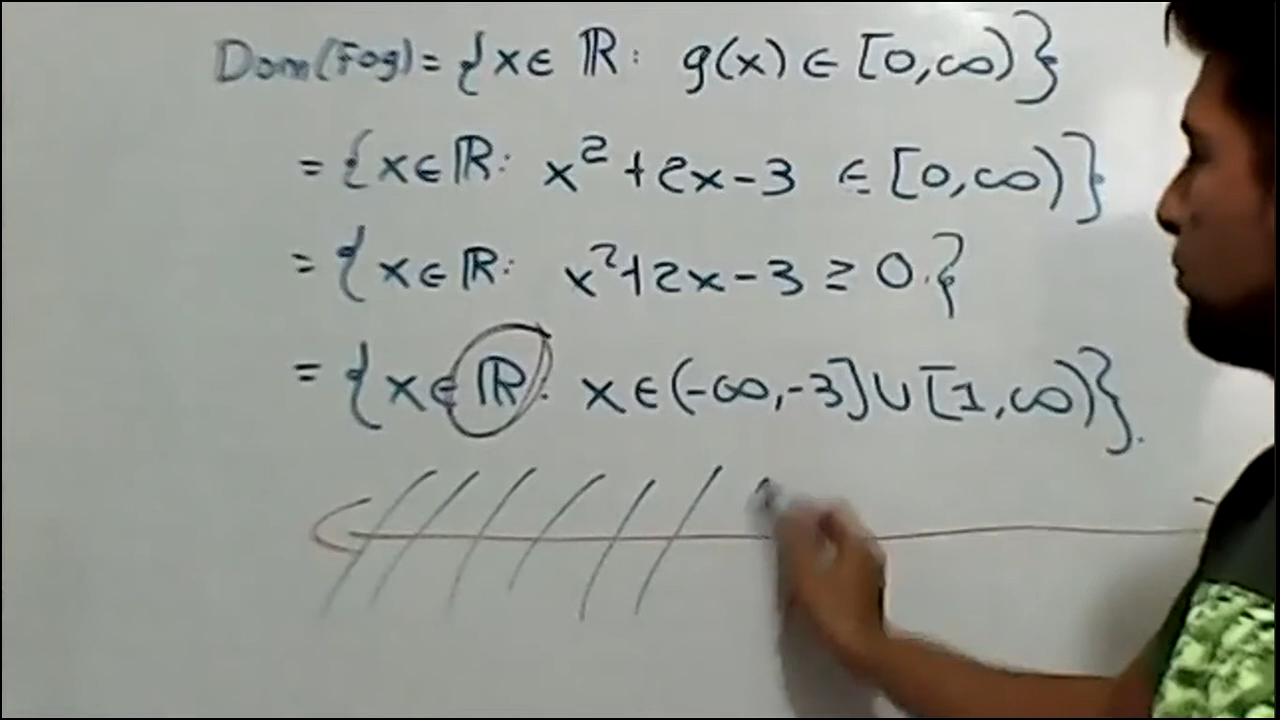 Dom(Fog) = {x∈ ℝ: g(x) ∈ [0,∞)}
= {x∈ℝ: x²+2x-3 ∈ [0,∞)}
= {x∈ℝ: x²+2x-3 ≥ 0.}
= {x∈ℝ: x∈(-∞,-3]∪[1,∞)}.